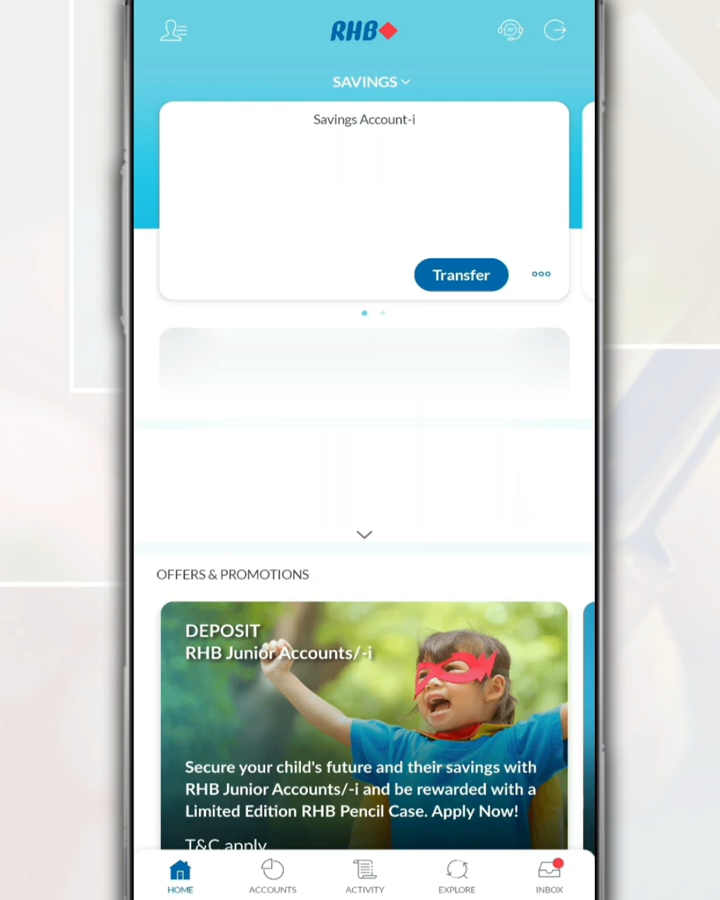 RHB
SAVINGS
Savings Account-i
Transfer
OFFERS & PROMOTIONS
DEPOSIT
RHB Junior Accounts/-i
Secure your child's future and their savings with
RHB Junior Accounts/-i and be rewarded with a
Limited Edition RHB Pencil Case. Apply Now!
T&C apply
HOME
ACCOUNTS
ACTIVITY
EXPLORE
INBOX